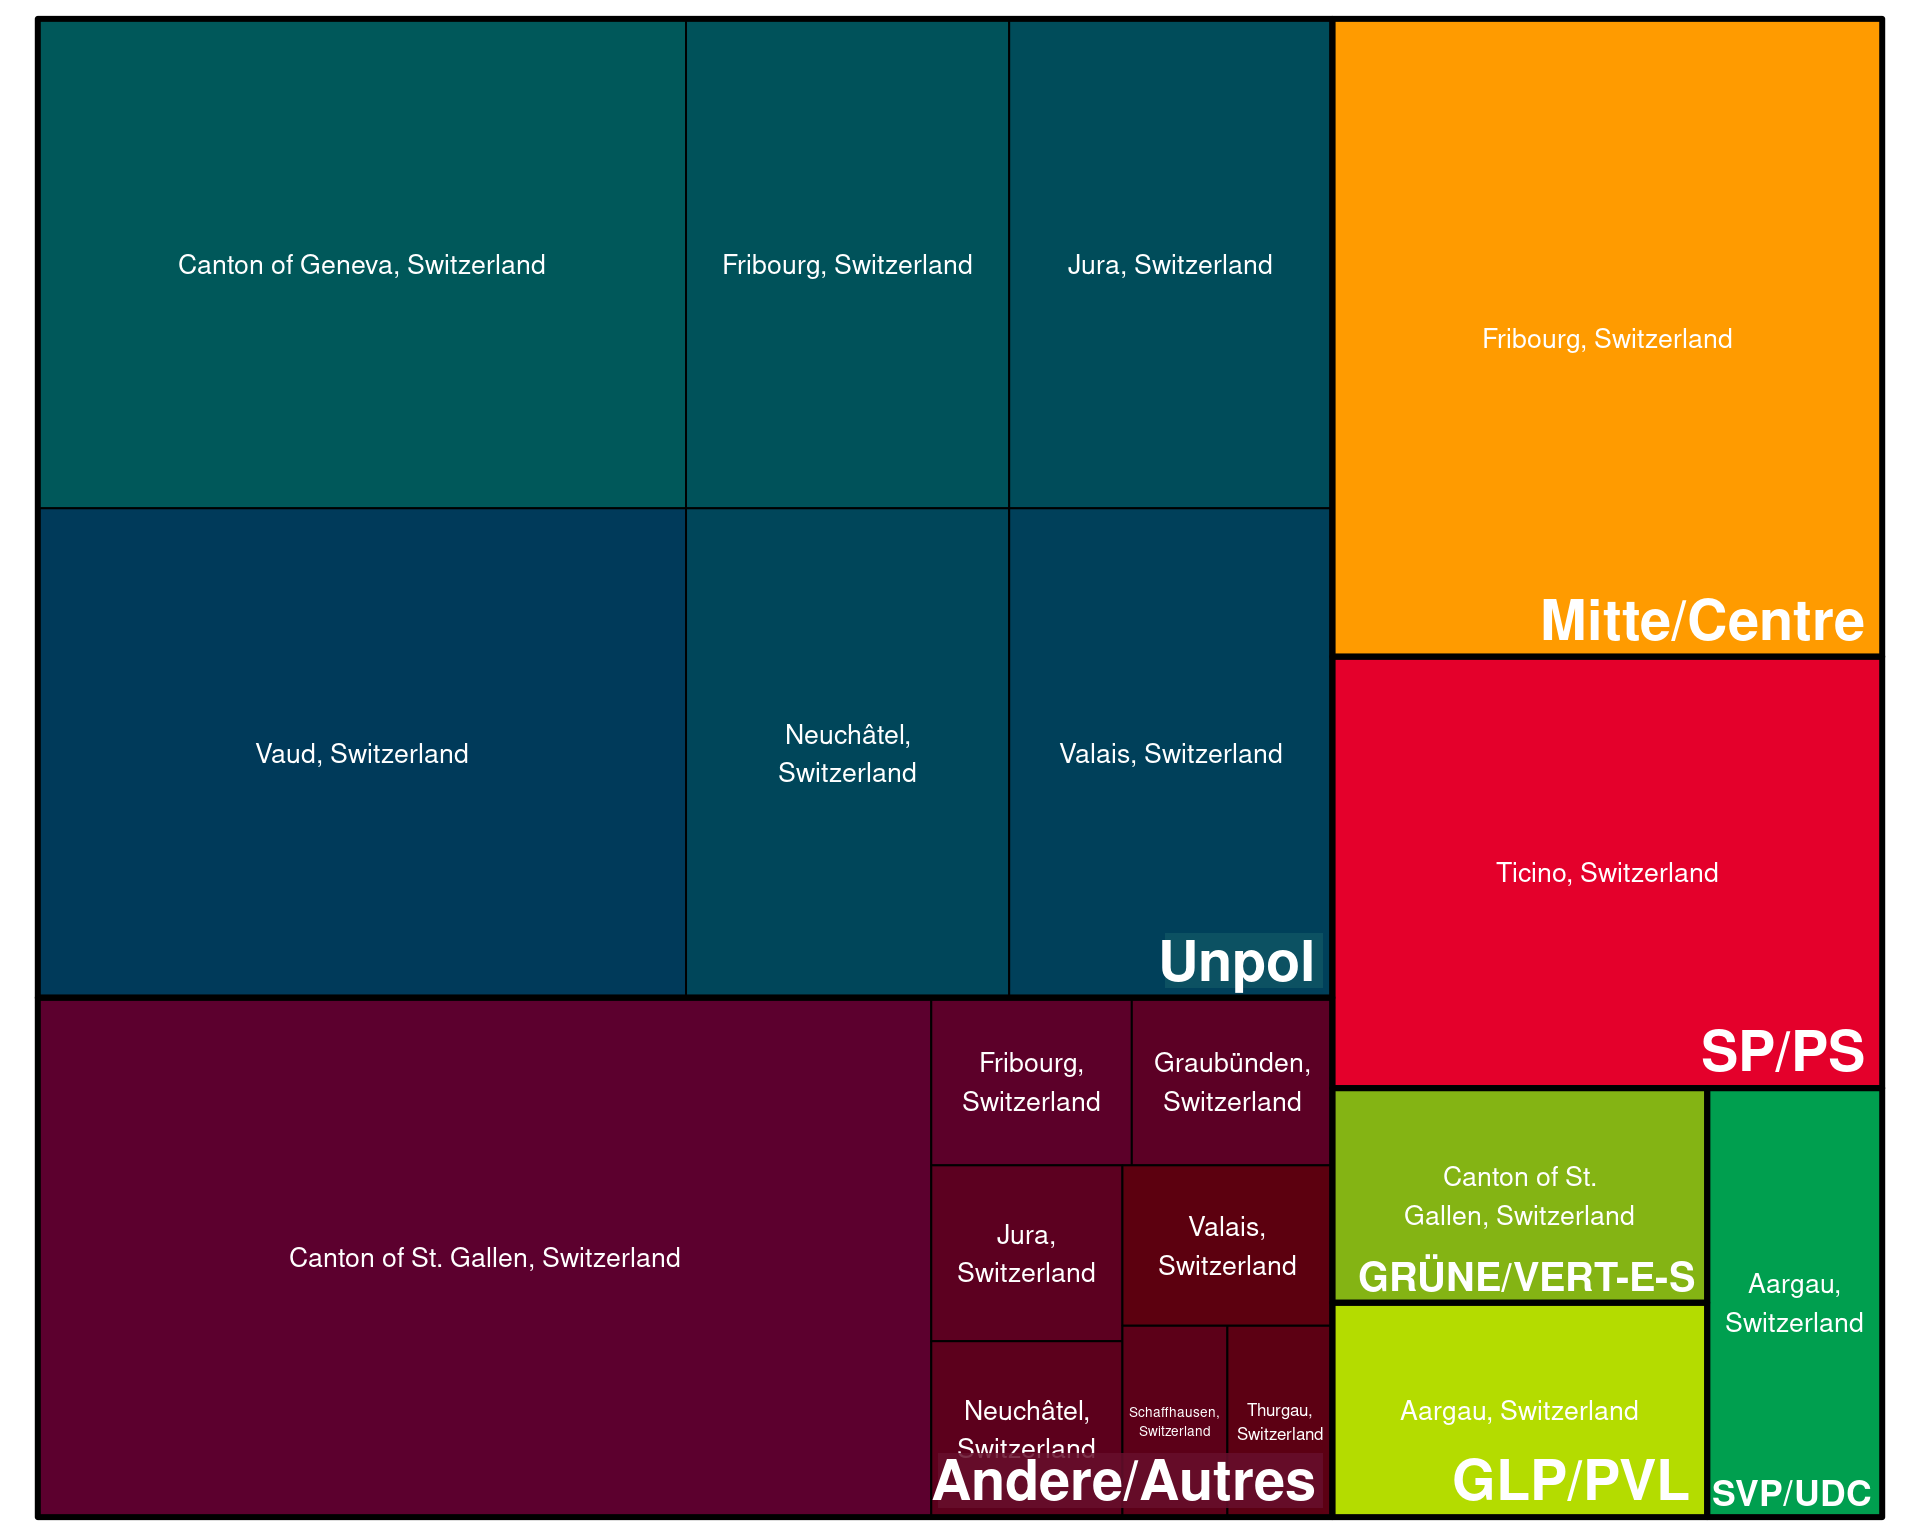 Canton of Geneva, Switzerland
Fribourg, Switzerland
Jura, Switzerland
Vaud, Switzerland
Neuchâtel,
Switzerland
Valais, Switzerland
Unpol
Canton of St. Gallen, Switzerland
Fribourg,
Switzerland
Graubünden,
Switzerland
Jura,
Switzerland
Valais,
Switzerland
Neuchâtel,
Switzerland
Schaffhausen,
Switzerland
Thurgau,
Switzerland
Andere/Autres
Fribourg, Switzerland
Mitte/Centre
Ticino, Switzerland
SP/PS
Canton of St.
Gallen, Switzerland
GRÜNE/VERT-E-S
Aargau, Switzerland
GLP/PVL
Aargau,
Switzerland
SVP/UDC